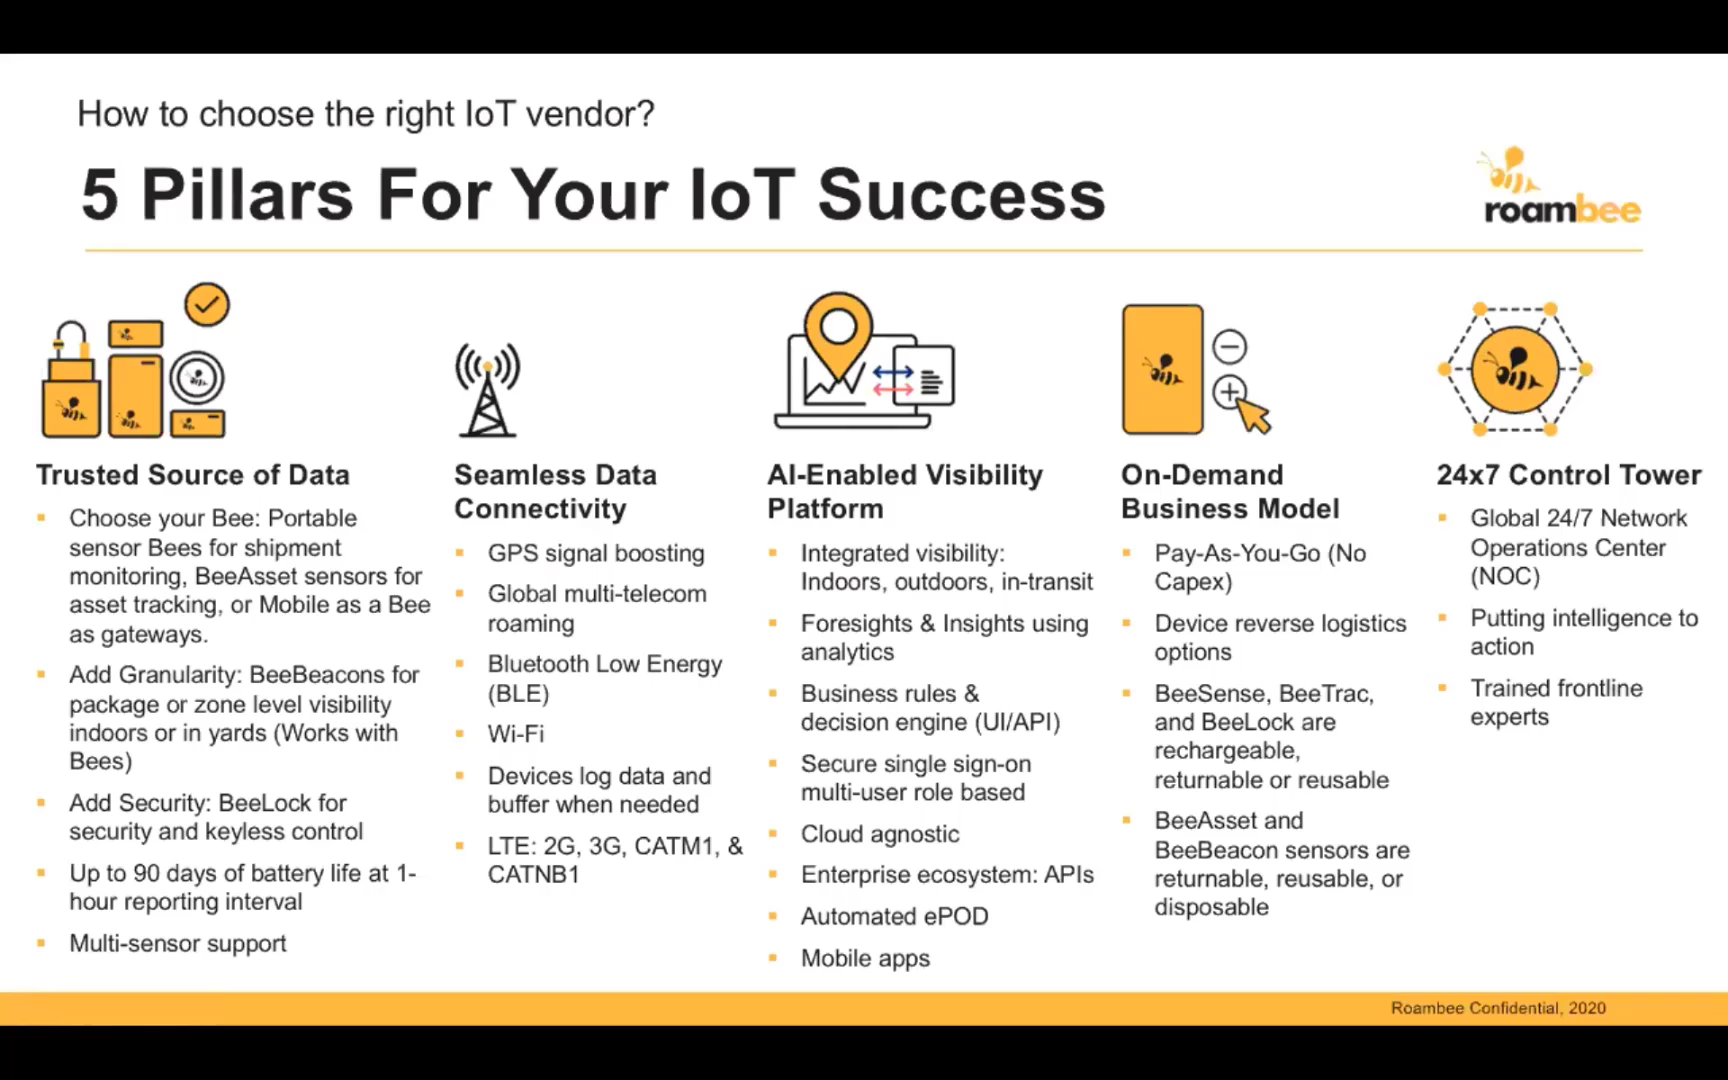 How to choose the right IoT vendor?
5 Pillars For Your IoT Success
roambee
Trusted Source of Data
Choose your Bee: Portable
sensor Bees for shipment
monitoring, BeeAsset sensors for
asset tracking, or Mobile as a Bee
as gateways.
Add Granularity: BeeBeacons for
package or zone level visibility
indoors or in yards (Works with
Bees)
Add Security: BeeLock for
security and keyless control
Up to 90 days of battery life at 1-
hour reporting interval
Multi-sensor support
Seamless Data
Connectivity
GPS signal boosting
Global multi-telecom
roaming
Bluetooth Low Energy
(BLE)
Wi-Fi
Devices log data and
buffer when needed
LTE: 2G, 3G, CATM1, &
CATNB1
AI-Enabled Visibility
Platform
Integrated visibility:
Indoors, outdoors, in-transit
Foresights & Insights using
analytics
Business rules &
decision engine (UI/API)
Secure single sign-on
multi-user role based
Cloud agnostic
Enterprise ecosystem: APIs
Automated ePOD
Mobile apps
On-Demand
Business Model
Pay-As-You-Go (No
Capex)
Device reverse logistics
options
BeeSense, BeeTrac,
and BeeLock are
rechargeable,
returnable or reusable
BeeAsset and
BeeBeacon sensors are
returnable, reusable, or
disposable
24x7 Control Tower
Global 24/7 Network
Operations Center
(NOC)
Putting intelligence to
action
Trained frontline
experts
Roambee Confidential, 2020